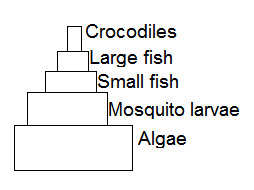 Crocodiles
Large fish
Small fish
Mosquito larvae
Algae